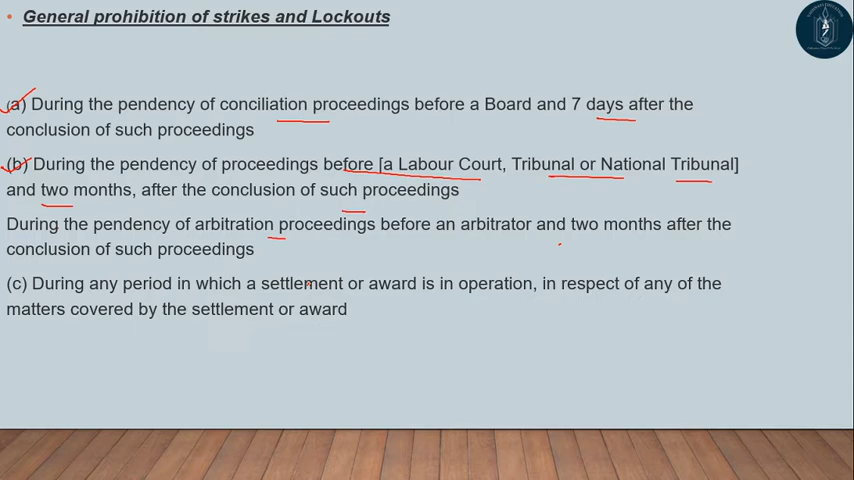 • General prohibition of strikes and Lockouts
(a) During the pendency of conciliation proceedings before a Board and 7 days after the
conclusion of such proceedings
(b) During the pendency of proceedings before [a Labour Court, Tribunal or National Tribunal]
and two months, after the conclusion of such proceedings
During the pendency of arbitration proceedings before an arbitrator and two months after the
conclusion of such proceedings
(c) During any period in which a settlement or award is in operation, in respect of any of the
matters covered by the settlement or award